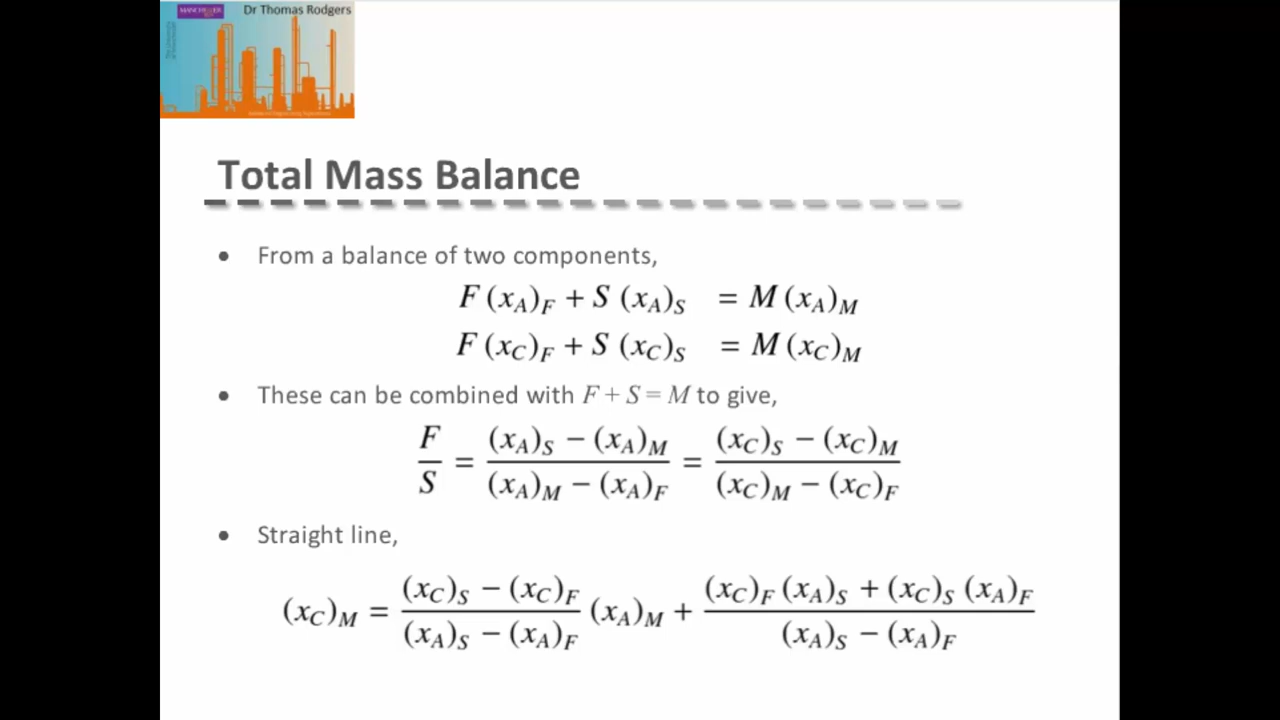 MANCHESTER
Dr Thomas Rodgers
Total Mass Balance
• From a balance of two components,
F (x_A)_F + S (x_A)_S = M (x_A)_M
F (x_C)_F + S (x_C)_S = M (x_C)_M
• These can be combined with F + S = M to give,
F/S = ((x_A)_S − (x_A)_M)/((x_A)_M − (x_A)_F) = ((x_C)_S − (x_C)_M)/((x_C)_M − (x_C)_F)
• Straight line,
(x_C)_M = ((x_C)_S − (x_C)_F)/((x_A)_S − (x_A)_F) (x_A)_M + ((x_C)_F (x_A)_S + (x_C)_S (x_A)_F)/((x_A)_S − (x_A)_F)